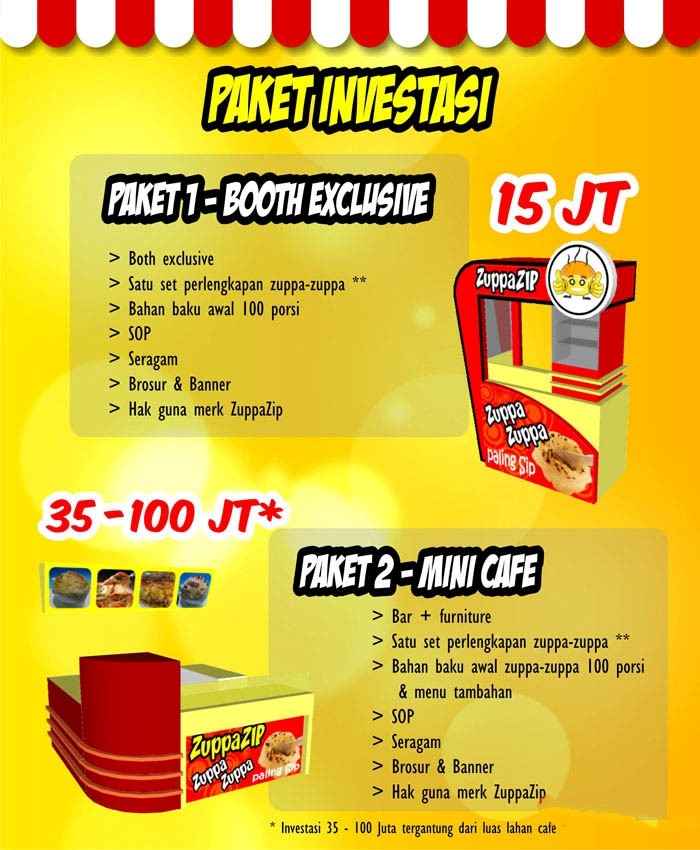 PAKET INVESTASI
PAKET 1 - BOOTH EXCLUSIVE
15 JT
> Both exclusive
> Satu set perlengkapan zuppa-zuppa **
> Bahan baku awal 100 porsi
> SOP
> Seragam
> Brosur & Banner
> Hak guna merk ZuppaZip
ZuppaZIP
Zuppa
Zuppa
paling Sip
35 - 100 JT*
PAKET 2 - MINI CAFE
> Bar + furniture
> Satu set perlengkapan zuppa-zuppa **
> Bahan baku awal zuppa-zuppa 100 porsi
& menu tambahan
> SOP
> Seragam
> Brosur & Banner
> Hak guna merk ZuppaZip
ZuppaZIP
Zuppa
Zuppa
paling Sip
* Investasi 35 - 100 Juta tergantung dari luas lahan cafe